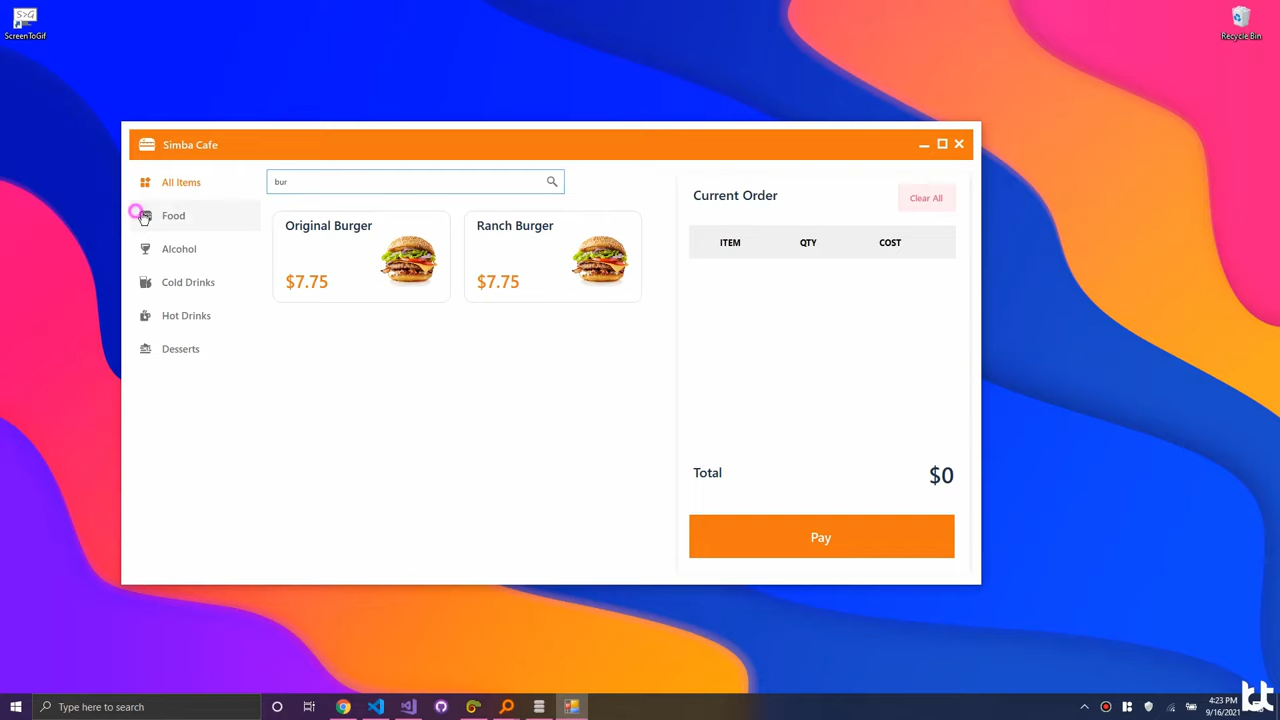 S>G
ScreenToGif
Recycle Bin
Simba Cafe
All Items
Food
Alcohol
Cold Drinks
Hot Drinks
Desserts
bur
Original Burger
$7.75
Ranch Burger
$7.75
Current Order
Clear All
ITEM QTY COST
Total
$0
Pay
Type here to search
4:23 PM
9/16/2021